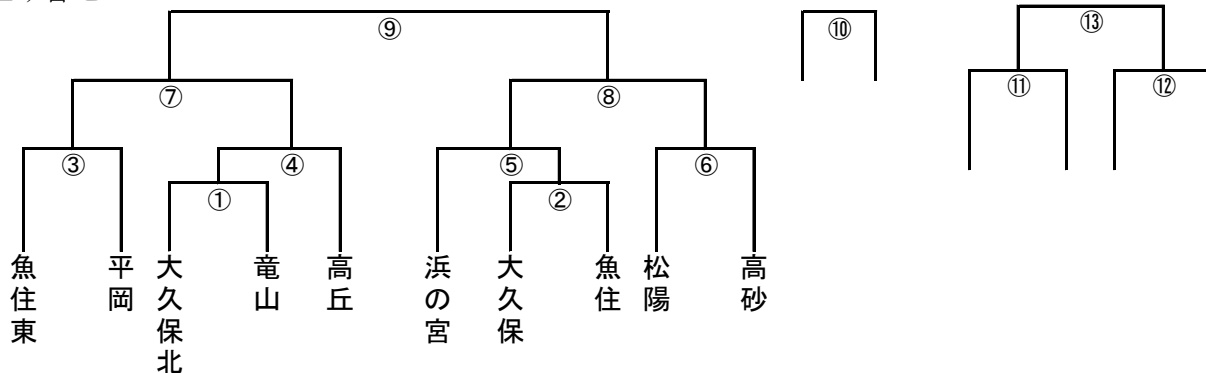 ⑨
⑩
⑬
⑦
⑧
⑪
⑫
③
④
⑤
⑥
①
②
魚住東
平岡
大久保北
竜山
高丘
浜の宮
大久保
魚住
松陽
高砂